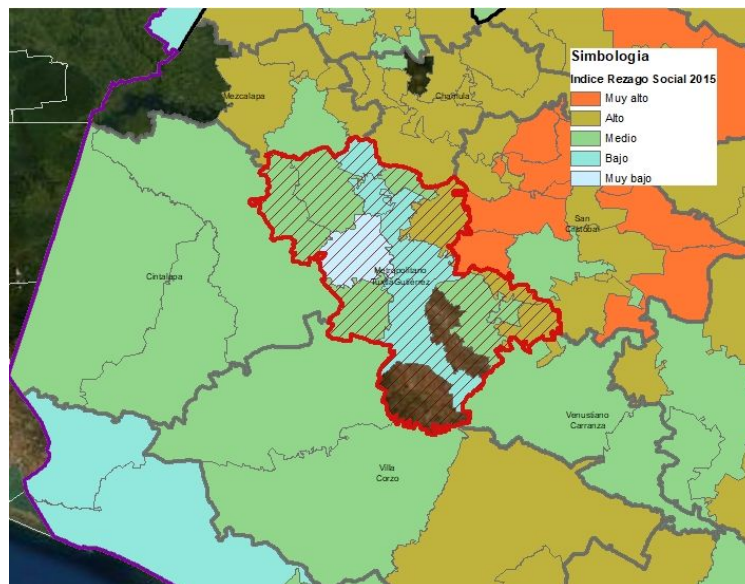 Simbología
Indice Rezago Social 2015
Muy alto
Alto
Medio
Bajo
Muy bajo
Mezcalapa
Chamula
San
Cristóbal
Cintalapa
Metropolitano
Tuxtla Gutiérrez
Venustiano
Carranza
Villa
Corzo